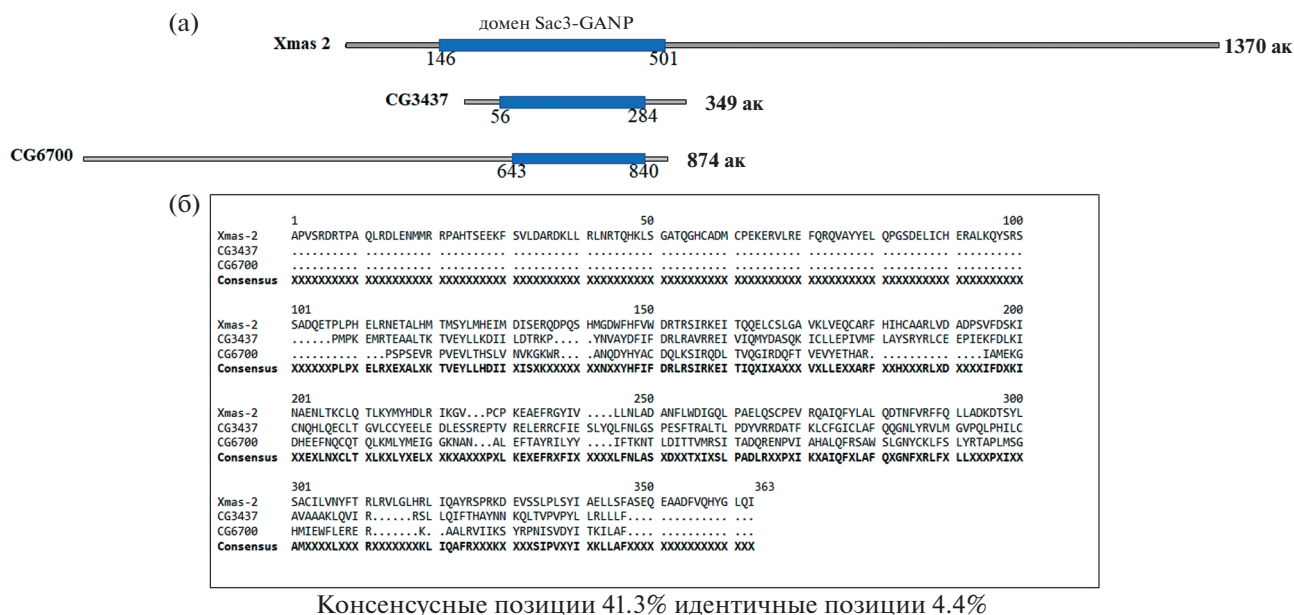 (а)
домен Sac3-GANP
Xmas 2
1370 ак
146
501
CG3437
349 ак
56
284
CG6700
874 ак
643
840
(б)
1 50 100
Xmas-2 APVSRDRTPA QLRDLENMMR RPAHTSEEKF SVLDARDKLL RLNRTQHKLS GATQGHCADM CPEKERVLRE FQRQVAYYEL QPGSDELICH ERALKQYSRS
CG3437 .......... .......... .......... .......... .......... .......... .......... .......... .......... ..........
CG6700 .......... .......... .......... .......... .......... .......... .......... .......... .......... ..........
Consensus XXXXXXXXXX XXXXXXXXXX XXXXXXXXXX XXXXXXXXXX XXXXXXXXXX XXXXXXXXXX XXXXXXXXXX XXXXXXXXXX XXXXXXXXXX XXXXXXXXXX
101 150 200
Xmas-2 SADQETPLPH ELRNETALHM TMSYLMHEIM DISERQDPQS HMGDWFHFVW DRTRSIRKEI TQQELCSLGA VKLVEQCARF HIHCAARLVD ADPSVFDSKI
CG3437 ......PMPK EMRTEAALTK TVEYLLKDII LDTRKP.... YNVAYDFIFD RLRAVRREI VIQMYDASQK ICLLEPIVMF LAYSRYRLCE EPIEKFDLKI
CG6700 .......... ..PSPSEVRP VEVLTHSLV NVKGKWR... ANQDYHYAC DQLKSIRQDL TVQGIRDQFT VEVYETHAR. .......... ....IAMEKG
Consensus XXXXXXPLPX ELRXEXALXK TVEYLLHDII XISXKXXXXX XXNXXYHFIF DRLRSIRKEI TIQXIXAXXX VXLLEXXARF XXHXXXRLXD XXXXIFDXKI
201 250 300
Xmas-2 NAENLTKCLQ TLKYMYHDLR IKGV...PCP KEAEFRGYIV ....LLNLAD ANFLWDIGQL PAELQSCPEV RQAIQFYLAL QDTNFVRFFQ LLADKDTSYL
CG3437 CNQHLQECLT GVLCCYEELE DLESSREPTV RELERRCFIE SLYQLFNLGS PESFTRALTL PDYVRRDATF KLCFGICLAF QQGNLYRVLM GVPQLPHILC
CG6700 DHEEFNQCTQ TLKMLYMEIG GKNAN...AL EFTAYRILYY ....IFTKNT LDITTVMRSI TADQRENPVI AHALQFRSAW SLGNYCKLFS LYRTAPLMSG
Consensus XXEXLNXCLT XLKXLYXELX XKXAXXXPXL KEXEFRXFIX XXXXLFNLAS XDXXTXIXSL PADLRXXPXI KXAIQFXLAF QXGNFXRLFX LLXXXPXIXX
301 350 363
Xmas-2 SACILVNYFT RLRVLGLHRL IQAYRSPRKD EVSSLPLSYI AELLSFASEQ EAADFVQHYG LQI
CG3437 AVAAAKLQVI R......RSLL LQIFTHAYNN KQLTVPVPYL LRLLLF.... .......... ...
CG6700 HMIEWFLERE R.......K. .AALRVIIKS YRPNISVDYI TKILAF.... .......... ...
Consensus AMXXXXLXXX RXXXXXXXKL IQAFRXXXKX XXXSIPVXYI XKLLAFXXXX XXXXXXXXXX XXX
Консенсусные позиции 41.3% идентичные позиции 4.4%